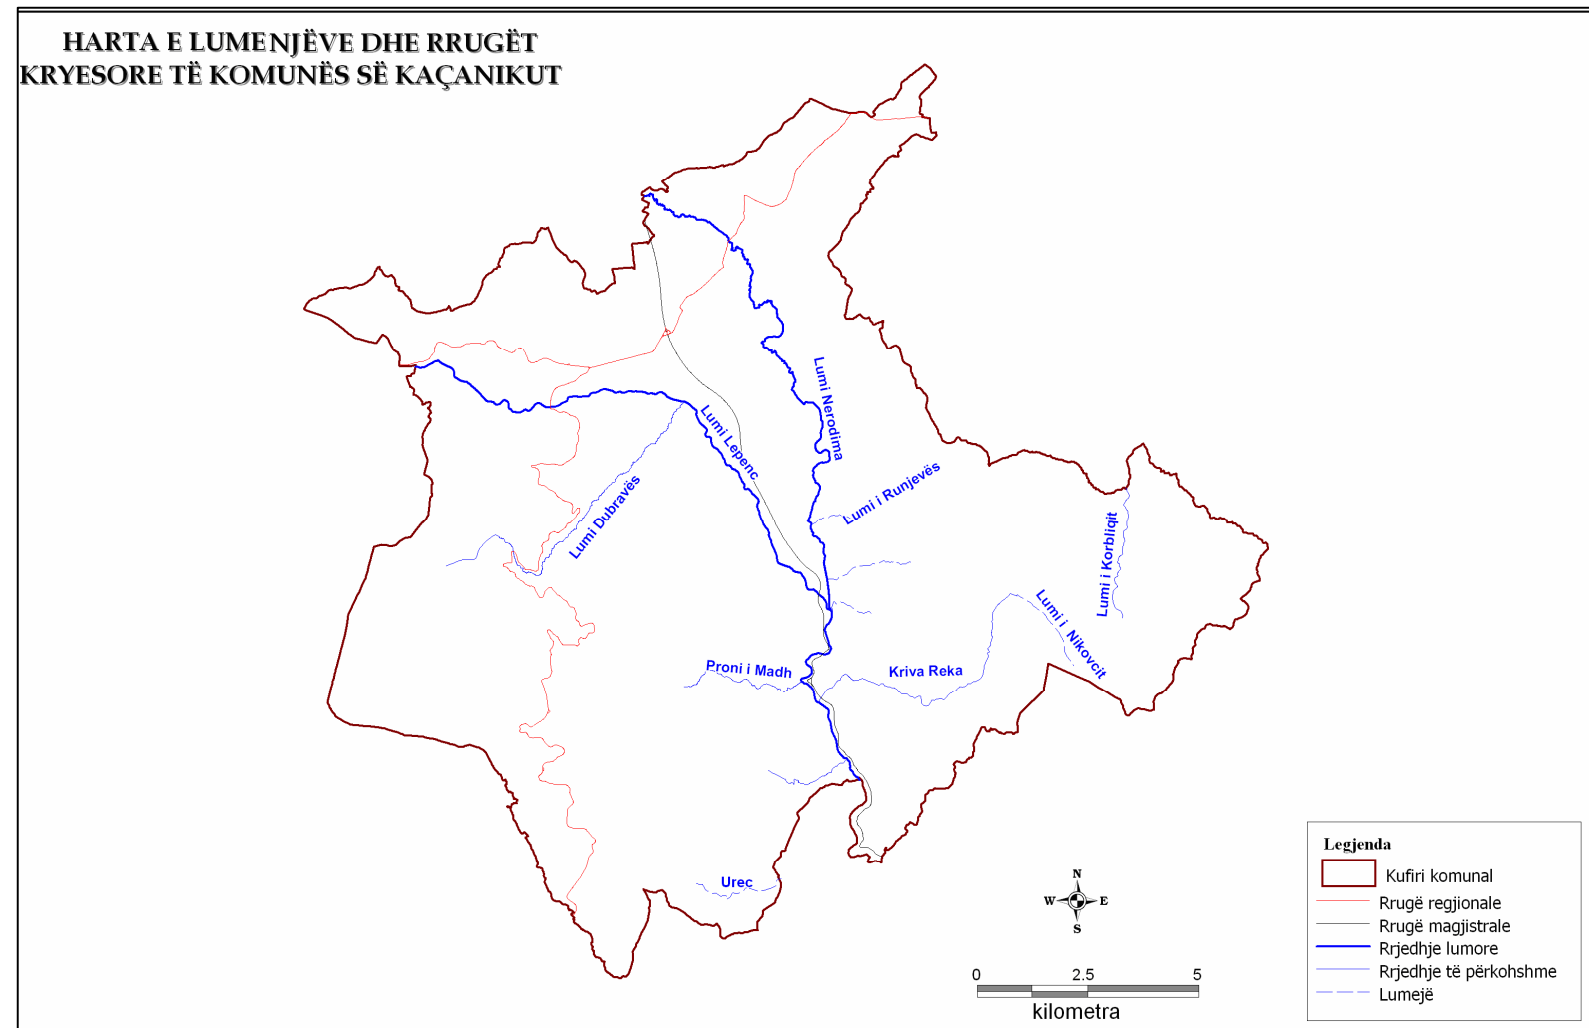 HARTA E LUMENJËVE DHE RRUGËT
KRYESORE TË KOMUNËS SË KAÇANIKUT
Lumi Nerodima
Lumi Lepenc
Lumi i Runjevës
Lumi Dubravës
Lumi i Korbliqit
Lumi i Nikovcit
Proni i Madh
Kriva Reka
Urec
N
W E
S
0 2.5 5
kilometra
Legjenda
Kufiri komunal
Rrugë regjionale
Rrugë magjistrale
Rrjedhje lumore
Rrjedhje të përkohshme
Lumejë